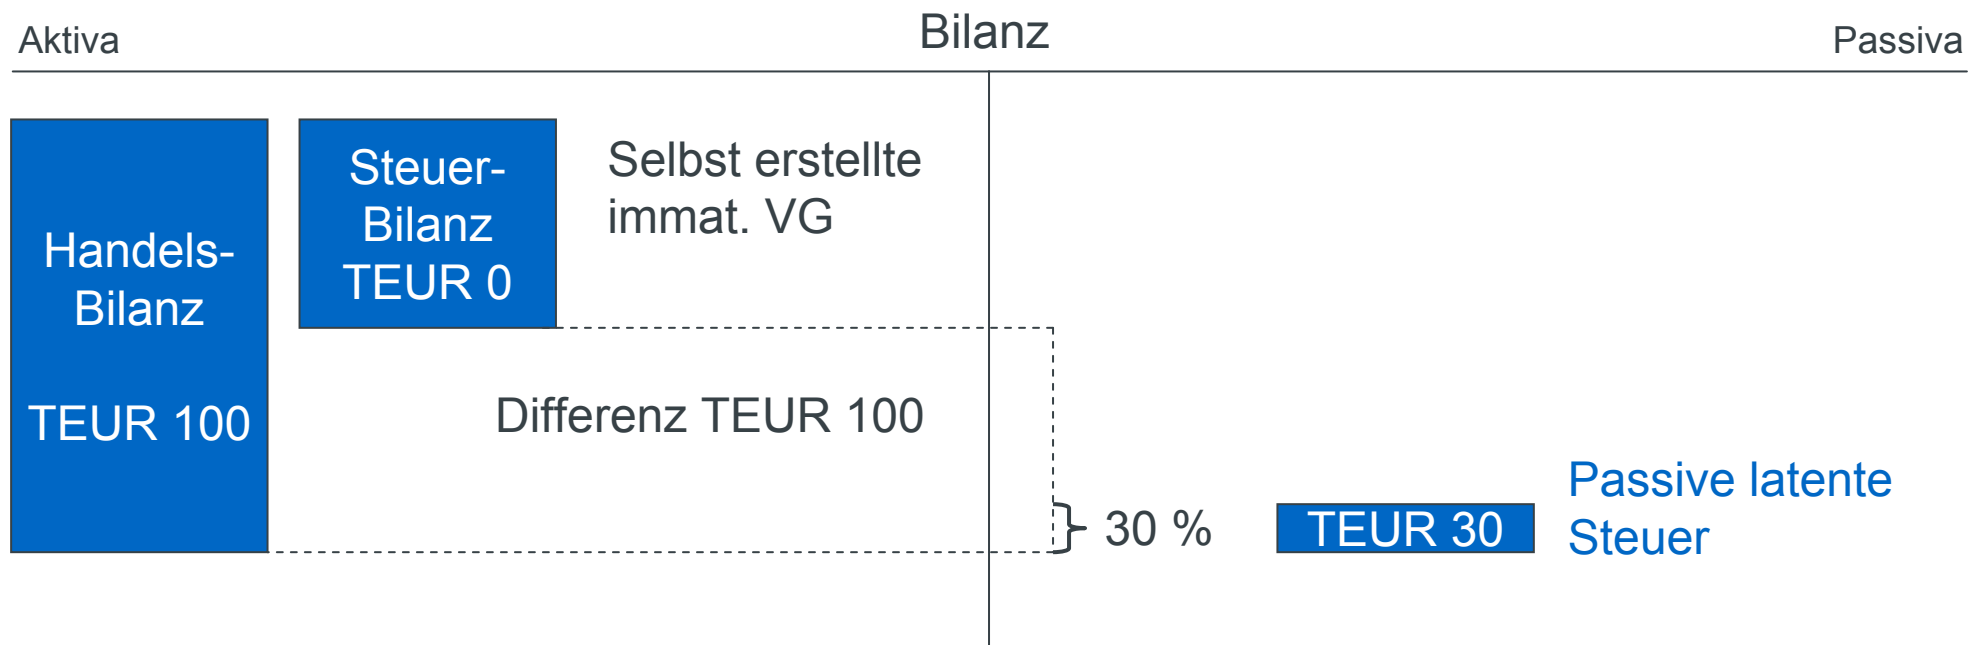 Aktiva
Bilanz
Passiva
Handels-
Bilanz
TEUR 100
Steuer-
Bilanz
TEUR 0
Selbst erstellte
immat. VG
Differenz TEUR 100
30 %
TEUR 30
Passive latente
Steuer